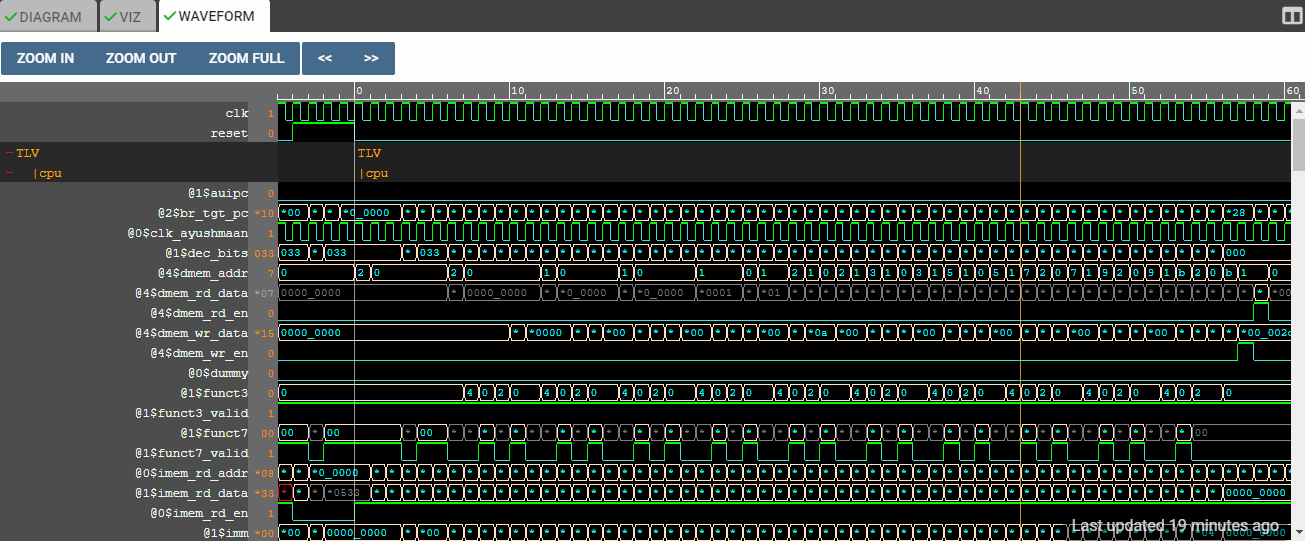 DIAGRAM VIZ WAVEFORM
ZOOM IN ZOOM OUT ZOOM FULL << >>
0 10 20 30 40 50 60
clk 1
reset 0
TLV TLV
|cpu |cpu
@1$auipc 0
@2$br_tgt_pc *10 *00 * * *0_0000 *28
@0$clk_ayushmaan 1
@1$dec_bits 033 033 * 033 * 033 000
@4$dmem_addr 7 0 2 0 2 0 1 0 1 0 1 0 1 2 1 0 2 1 3 1 0 3 1 5 1 0 5 1 7 2 0 7 1 9 2 0 9 1 b 2 0 b 1 0
@4$dmem_rd_data *07 0000_0000 * 0000_0000 * *0_0000 * *0_0000 *0001 * *01
@4$dmem_rd_en 0
@4$dmem_wr_data *15 0000_0000 * *0000 * * *00 *00 *00 *0a *00 *00 *00 *00 *00 *00_002c
@4$dmem_wr_en 0
@0$dummy 0
@1$funct3 0 0 4 0 2 0 4 0 2 0 4 0 2 0 4 0 2 0 4 0 2 0 4 0 2 0 4 0 2 0 4 0 2 0 4 0 2 0 4 0 2 0
@1$funct3_valid 1
@1$funct7 00 00 * 00 * 00 00
@1$funct7_valid 1
@0$imem_rd_addr *08 * * *0_0000
@1$imem_rd_data *33 * * * *0533 0000_0000
@0$imem_rd_en 1
@1$imm *00 *00 * 0000_0000 * *00 *04 0000_0000
Last updated 19 minutes ago